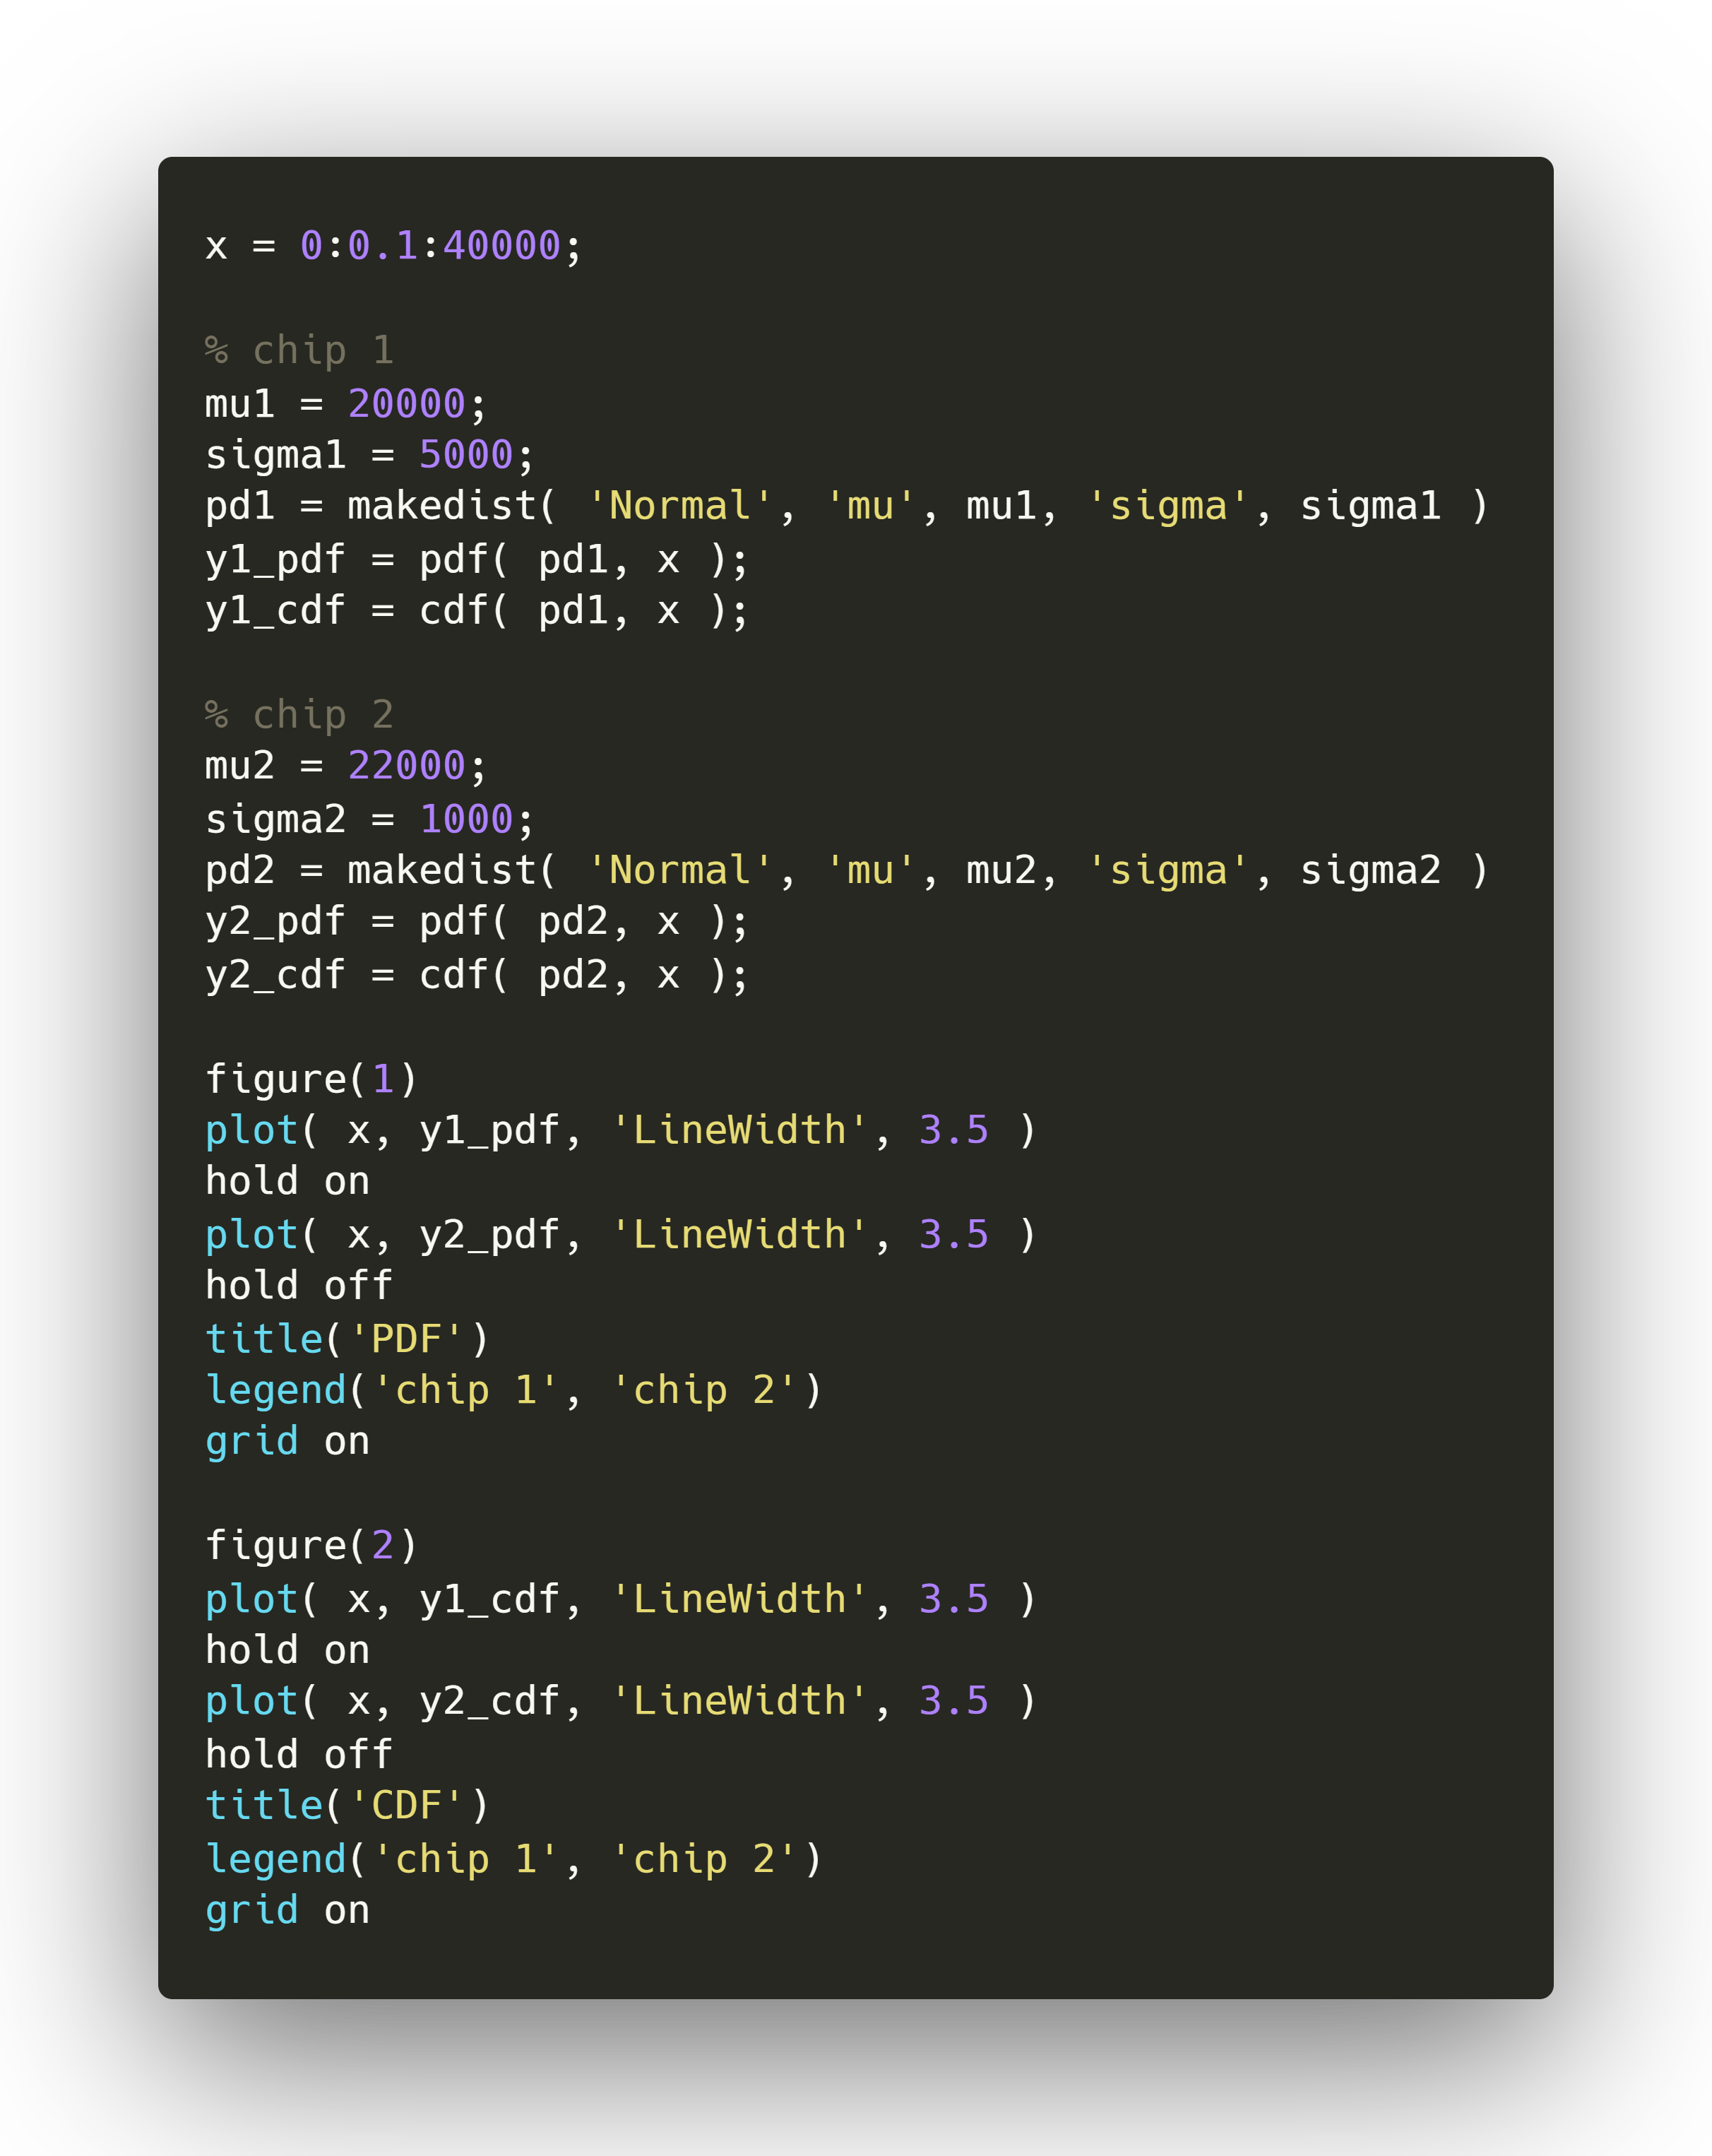 x = 0:0.1:40000;
% chip 1
mu1 = 20000;
sigma1 = 5000;
pd1 = makedist( 'Normal', 'mu', mu1, 'sigma', sigma1 )
y1_pdf = pdf( pd1, x );
y1_cdf = cdf( pd1, x );
% chip 2
mu2 = 22000;
sigma2 = 1000;
pd2 = makedist( 'Normal', 'mu', mu2, 'sigma', sigma2 )
y2_pdf = pdf( pd2, x );
y2_cdf = cdf( pd2, x );
figure(1)
plot( x, y1_pdf, 'LineWidth', 3.5 )
hold on
plot( x, y2_pdf, 'LineWidth', 3.5 )
hold off
title('PDF')
legend('chip 1', 'chip 2')
grid on
figure(2)
plot( x, y1_cdf, 'LineWidth', 3.5 )
hold on
plot( x, y2_cdf, 'LineWidth', 3.5 )
hold off
title('CDF')
legend('chip 1', 'chip 2')
grid on